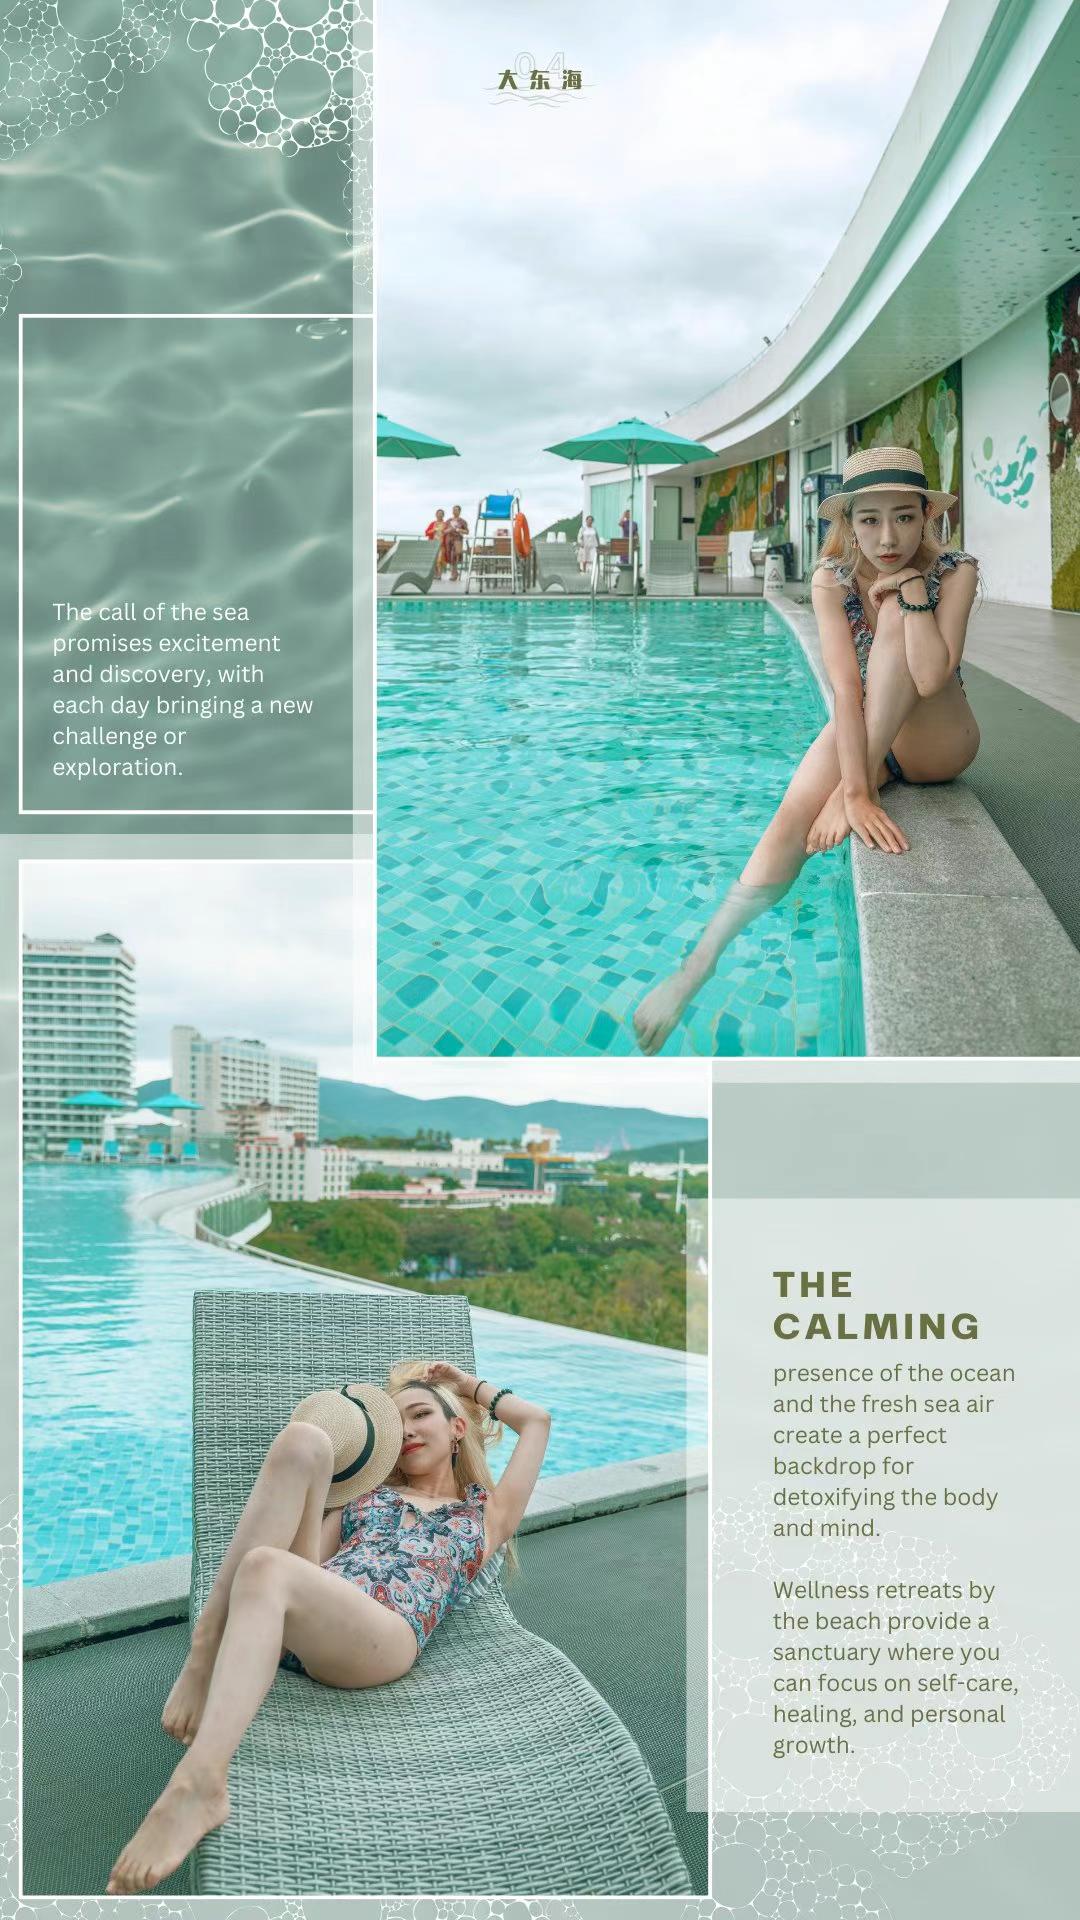 04
大东海
The call of the sea
promises excitement
and discovery, with
each day bringing a new
challenge or
exploration.
THE
CALMING
presence of the ocean
and the fresh sea air
create a perfect
backdrop for
detoxifying the body
and mind.
Wellness retreats by
the beach provide a
sanctuary where you
can focus on self-care,
healing, and personal
growth.